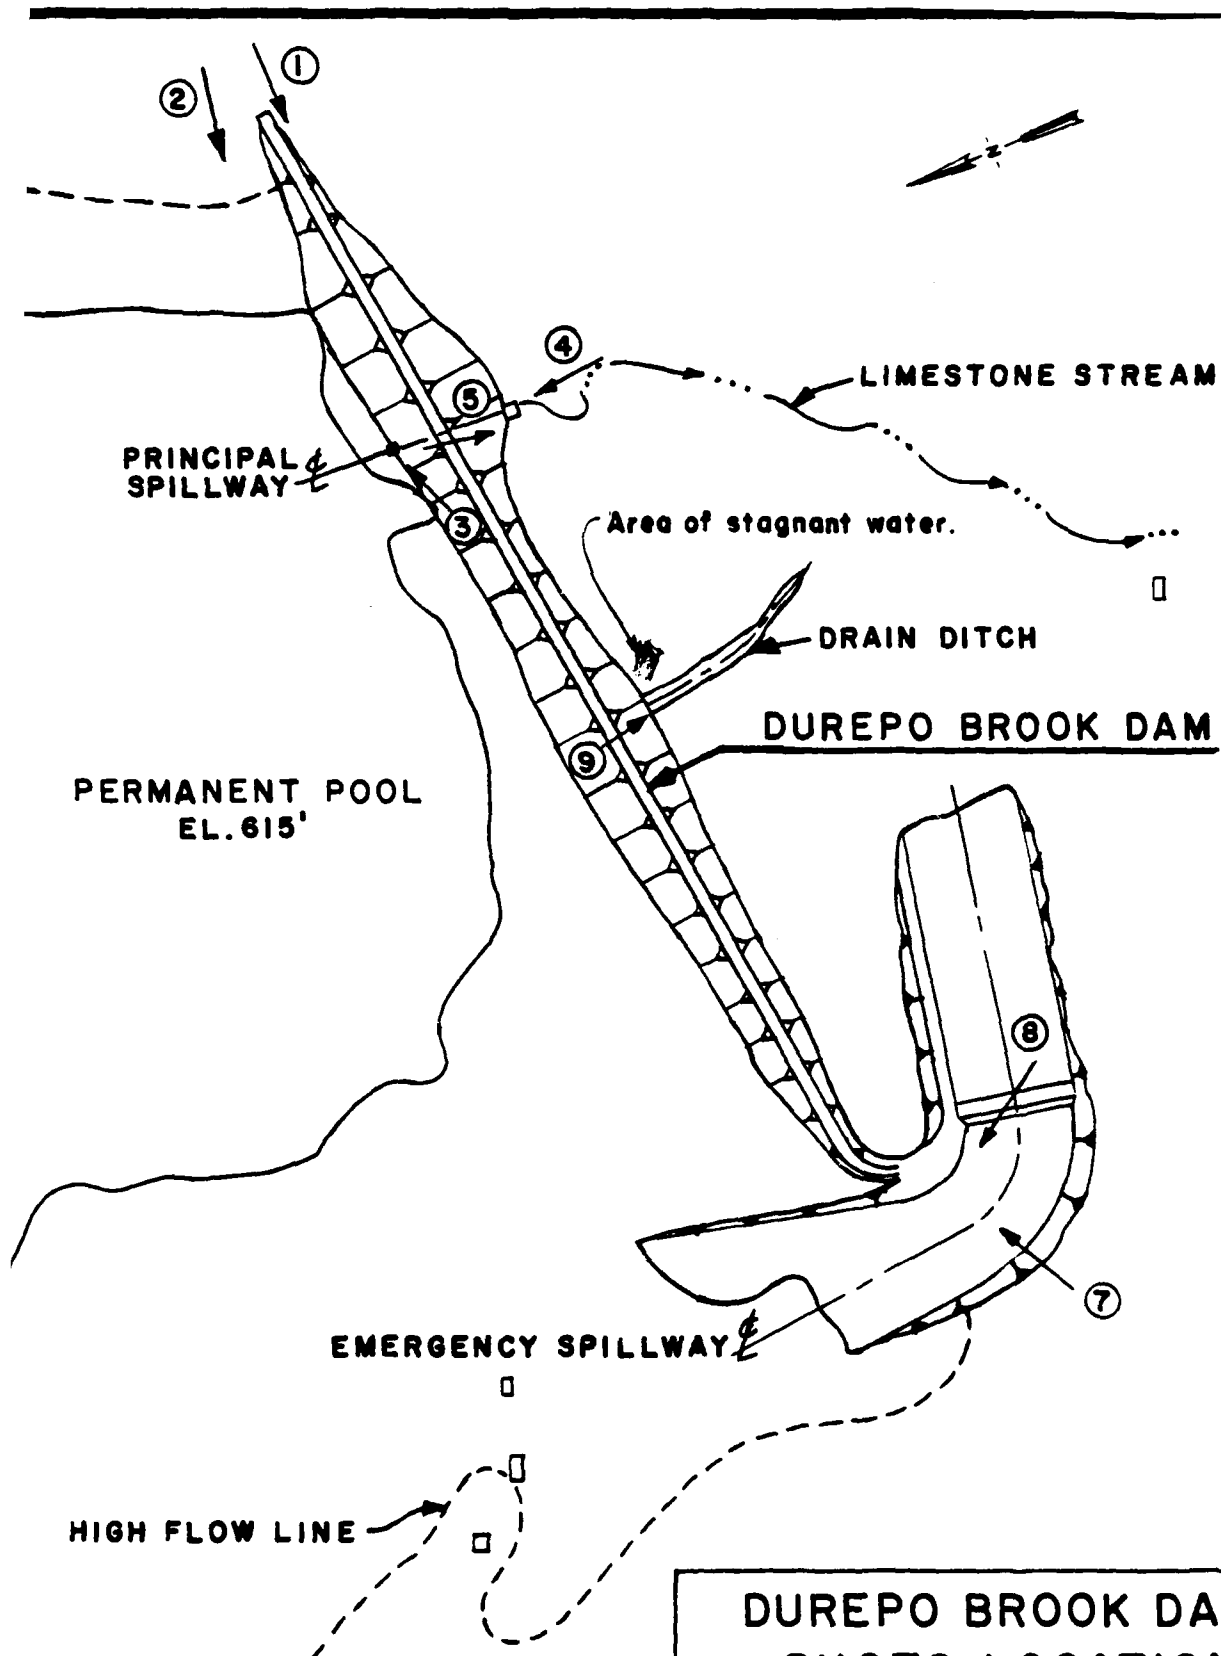 ①
②
N
④
LIMESTONE STREAM
⑤
PRINCIPAL ℄
SPILLWAY
③
Area of stagnant water.
DRAIN DITCH
DUREPO BROOK DAM
⑨
PERMANENT POOL
EL. 615'
⑧
⑦
EMERGENCY SPILLWAY ℄
HIGH FLOW LINE
DUREPO BROOK DA